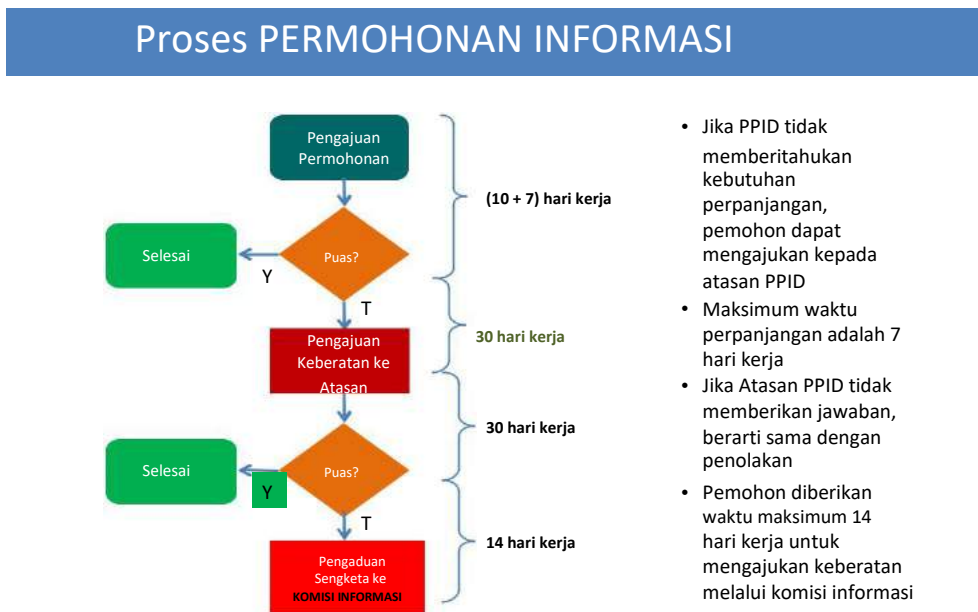 Proses PERMOHONAN INFORMASI
Pengajuan
Permohonan
(10 + 7) hari kerja
Selesai
Puas?
Y
T
30 hari kerja
Pengajuan
Keberatan ke
Atasan
30 hari kerja
Selesai
Puas?
Y
T
14 hari kerja
Pengaduan
Sengketa ke
KOMISI INFORMASI
• Jika PPID tidak
memberitahukan
kebutuhan
perpanjangan,
pemohon dapat
mengajukan kepada
atasan PPID
• Maksimum waktu
perpanjangan adalah 7
hari kerja
• Jika Atasan PPID tidak
memberikan jawaban,
berarti sama dengan
penolakan
• Pemohon diberikan
waktu maksimum 14
hari kerja untuk
mengajukan keberatan
melalui komisi informasi